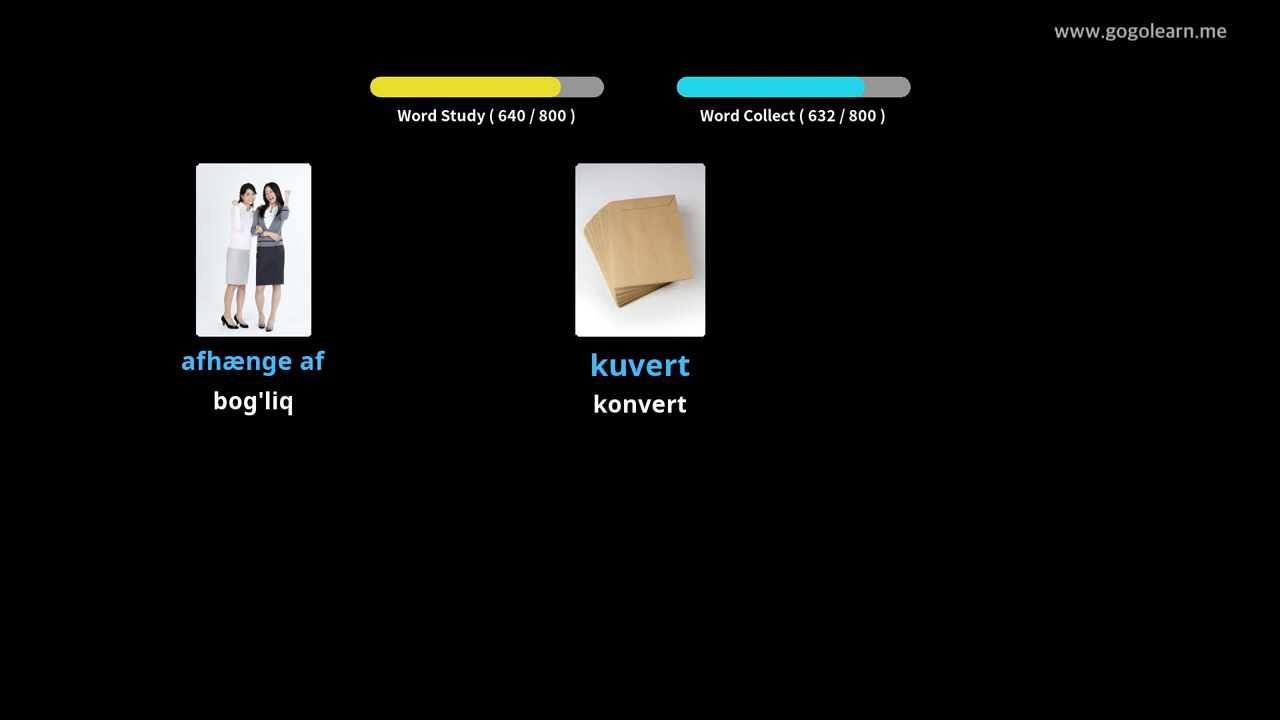 www.gogolearn.me
Word Study ( 640 / 800 )
Word Collect ( 632 / 800 )
afhænge af
bog'liq
kuvert
konvert